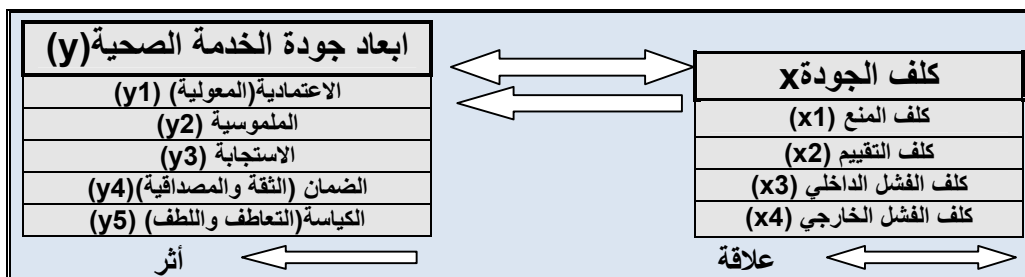 كلف الجودةx
كلف المنع (x1)
كلف التقييم (x2)
كلف الفشل الداخلي (x3)
كلف الفشل الخارجي (x4)
ابعاد جودة الخدمة الصحية(y)
الاعتمادية(المعولية) (y1)
الملموسية (y2)
الاستجابة (y3)
الضمان (الثقة والمصداقية)(y4)
الكياسة(التعاطف واللطف) (y5)
علاقة
أثر